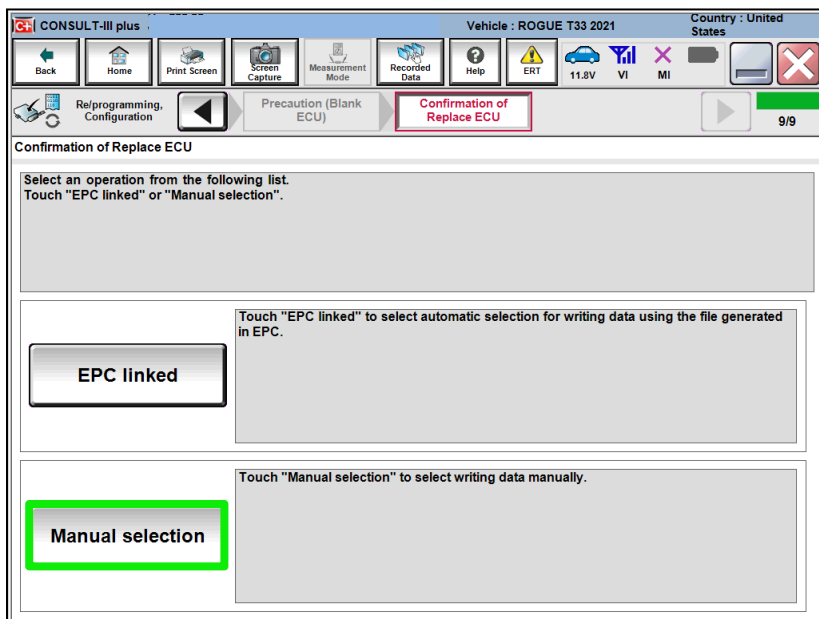 CONSULT-III plus
Vehicle : ROGUE T33 2021
Country : United
States
Back
Home
Print Screen
Screen
Capture
Measurement
Mode
Recorded
Data
Help
ERT
11.8V
VI
MI
Re/programming,
Configuration
Precaution (Blank
ECU)
Confirmation of
Replace ECU
9/9
Confirmation of Replace ECU
Select an operation from the following list.
Touch "EPC linked" or "Manual selection".
EPC linked
Touch "EPC linked" to select automatic selection for writing data using the file generated
in EPC.
Manual selection
Touch "Manual selection" to select writing data manually.